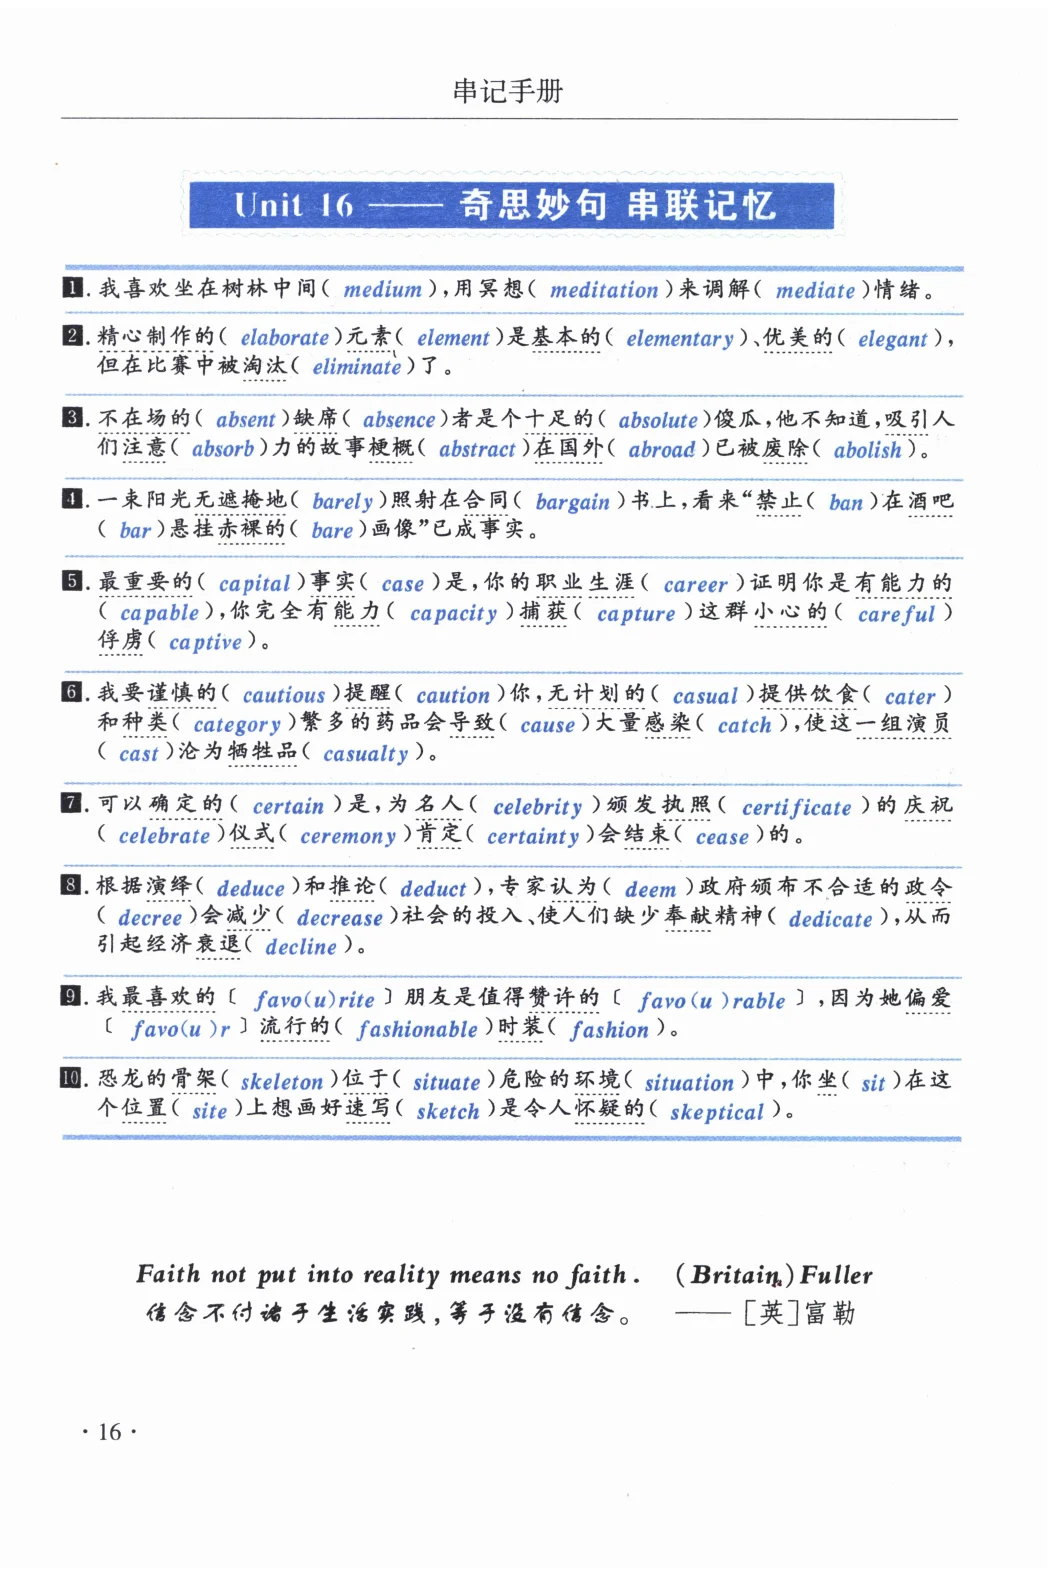 串记手册
Unit 16 —— 奇思妙句 串联记忆
1. 我喜欢坐在树林中间( medium ),用冥想( meditation )来调解( mediate )情绪。
2. 精心制作的( elaborate )元素( element )是基本的( elementary )、优美的( elegant ),
但在比赛中被淘汰( eliminate )了。
3. 不在场的( absent )缺席( absence )者是个十足的( absolute )傻瓜,他不知道,吸引人
们注意( absorb )力的故事梗概( abstract )在国外( abroad )已被废除( abolish )。
4. 一束阳光无遮掩地( barely )照射在合同( bargain )书上,看来“禁止( ban )在酒吧
( bar )悬挂赤裸的( bare )画像”已成事实。
5. 最重要的( capital )事实( case )是,你的职业生涯( career )证明你是有能力的
( capable ),你完全有能力( capacity )捕获( capture )这群小心的( careful )
俘虏( captive )。
6. 我要谨慎的( cautious )提醒( caution )你,无计划的( casual )提供饮食( cater )
和种类( category )繁多的药品会导致( cause )大量感染( catch ),使这一组演员
( cast )沦为牺牲品( casualty )。
7. 可以确定的( certain )是,为名人( celebrity )颁发执照( certificate )的庆祝
( celebrate )仪式( ceremony )肯定( certainty )会结束( cease )的。
8. 根据演绎( deduce )和推论( deduct ),专家认为( deem )政府颁布不合适的政令
( decree )会减少( decrease )社会的投入、使人们缺少奉献精神( dedicate ),从而
引起经济衰退( decline )。
9. 我最喜欢的〔 favo(u)rite 〕朋友是值得赞许的〔 favo(u )rable 〕,因为她偏爱
〔 favo(u )r 〕流行的( fashionable )时装( fashion )。
10. 恐龙的骨架( skeleton )位于( situate )危险的环境( situation )中,你坐( sit )在这
个位置( site )上想画好速写( sketch )是令人怀疑的( skeptical )。
Faith not put into reality means no faith. (Britain)Fuller
信念不付诸于生活实践,等于没有信念。 ——[英]富勒
·16·